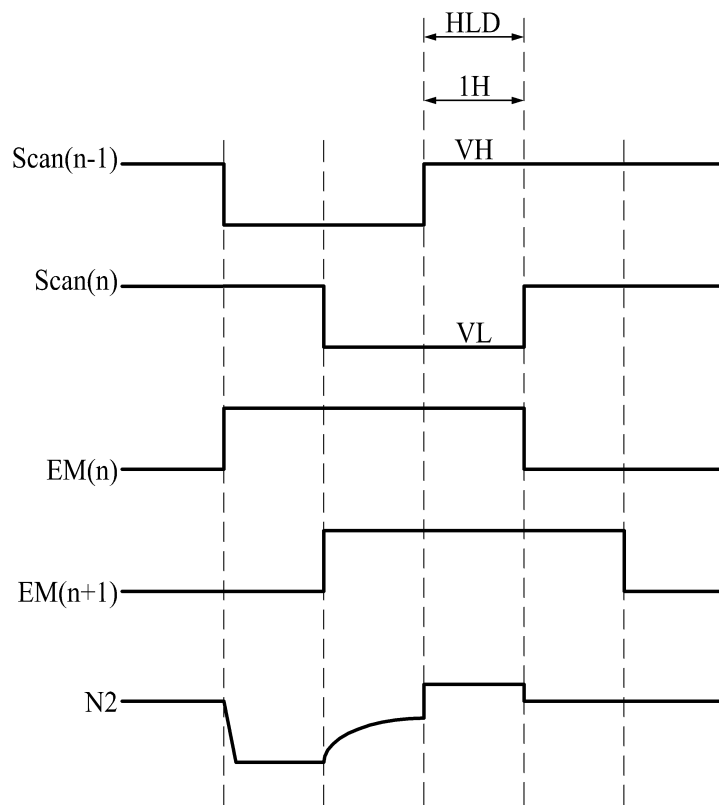 HLD
1H
Scan(n-1)
VH
Scan(n)
VL
EM(n)
EM(n+1)
N2